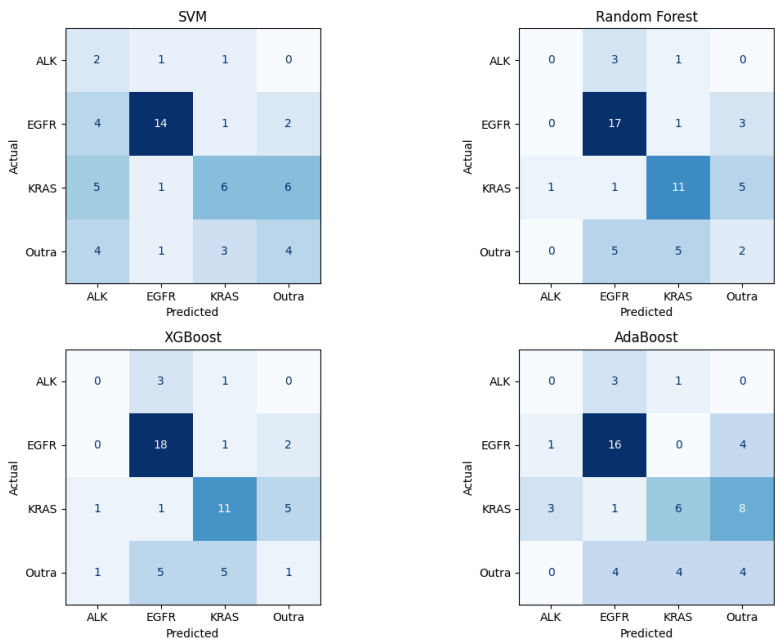 SVM
ALK 2 1 1 0
EGFR 4 14 1 2
KRAS 5 1 6 6
Outra 4 1 3 4
Actual
ALK EGFR KRAS Outra
Predicted
Random Forest
ALK 0 3 1 0
EGFR 0 17 1 3
KRAS 1 1 11 5
Outra 0 5 5 2
Actual
ALK EGFR KRAS Outra
Predicted
XGBoost
ALK 0 3 1 0
EGFR 0 18 1 2
KRAS 1 1 11 5
Outra 1 5 5 1
Actual
ALK EGFR KRAS Outra
Predicted
AdaBoost
ALK 0 3 1 0
EGFR 1 16 0 4
KRAS 3 1 6 8
Outra 0 4 4 4
Actual
ALK EGFR KRAS Outra
Predicted